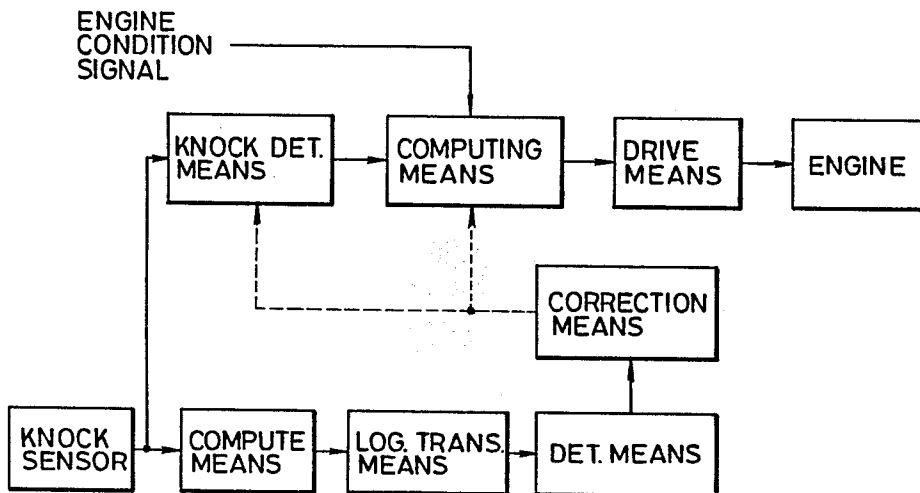 ENGINE
CONDITION
SIGNAL
KNOCK DET.
MEANS
COMPUTING
MEANS
DRIVE
MEANS
ENGINE
CORRECTION
MEANS
KNOCK
SENSOR
COMPUTE
MEANS
LOG. TRANS.
MEANS
DET. MEANS